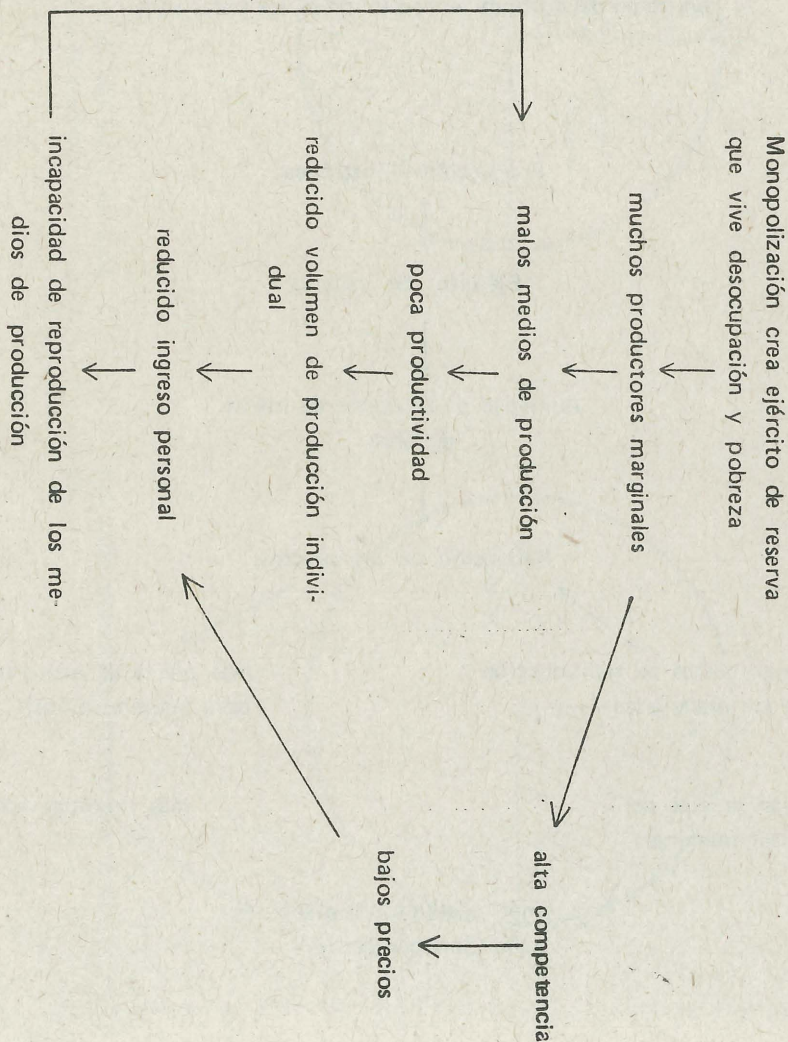 Monopolización crea ejército de reserva
que vive desocupación y pobreza
muchos productores marginales
malos medios de producción
alta competencia
poca productividad
bajos precios
reducido volumen de producción indivi-
dual
reducido ingreso personal
incapacidad de reproducción de los me-
dios de producción